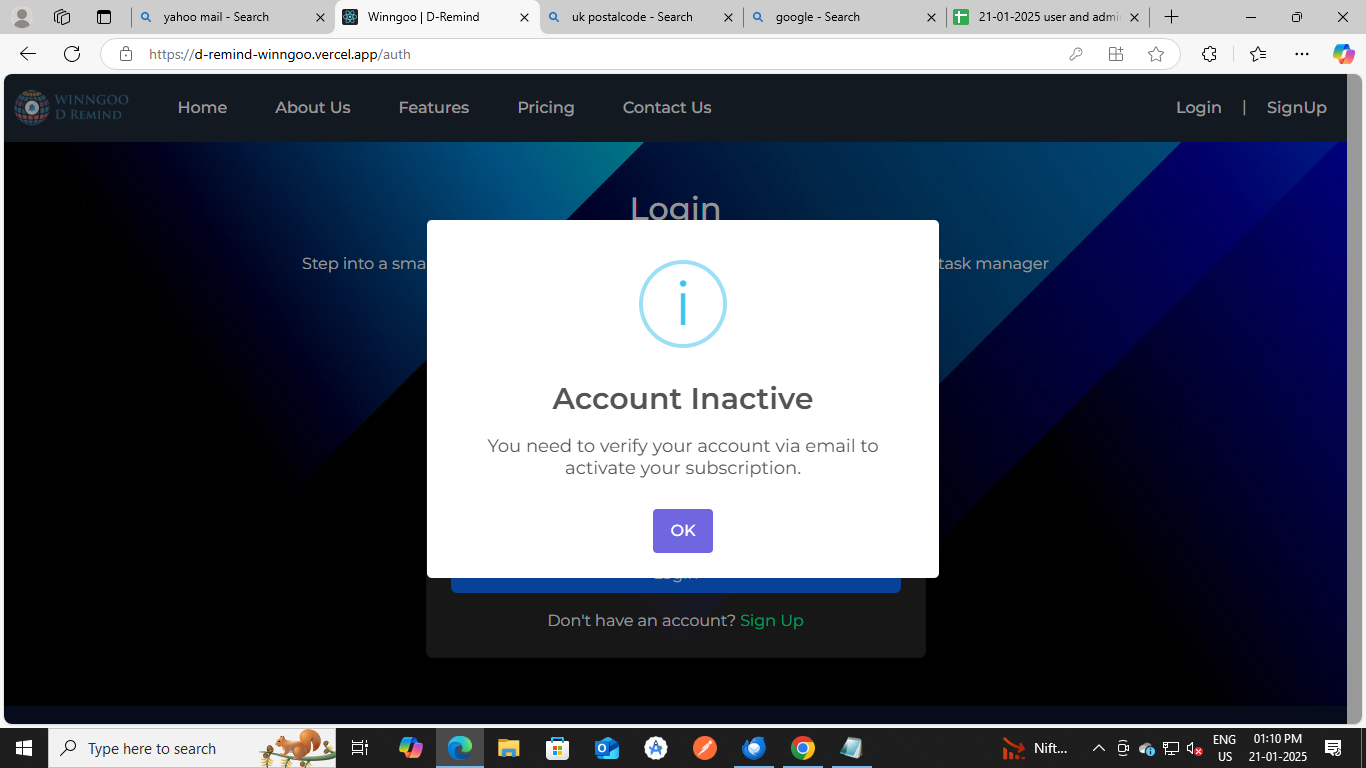 yahoo mail - Search
Winngoo | D-Remind
uk postalcode - Search
google - Search
21-01-2025 user and admi
https://d-remind-winngoo.vercel.app/auth
WINNGOO
D REMIND
Home
About Us
Features
Pricing
Contact Us
Login
|
SignUp
Login
Step into a sma
task manager
i
Account Inactive
You need to verify your account via email to
activate your subscription.
OK
Login
Don't have an account? Sign Up
Type here to search
Nift...
ENG
US
01:10 PM
21-01-2025